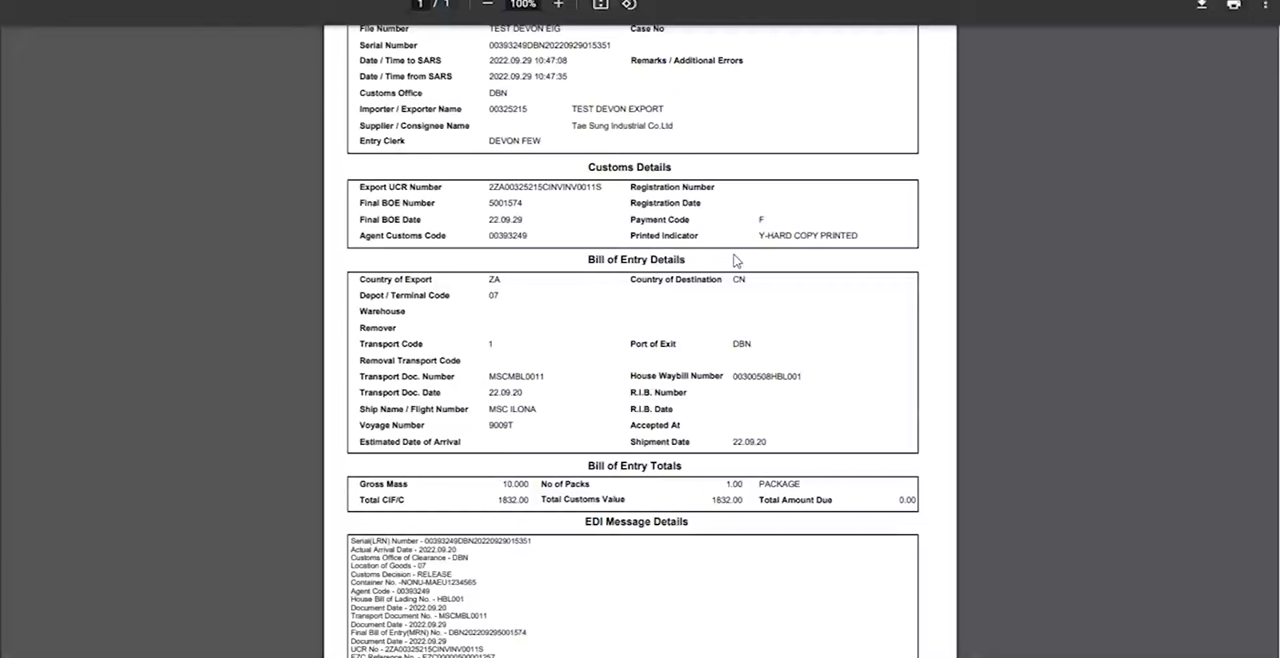 1 / 1 100%
File Number TEST DEVON EIG Case No
Serial Number 00393249DBN20220929015351
Date / Time to SARS 2022.09.29 10:47:08 Remarks / Additional Errors
Date / Time from SARS 2022.09.29 10:47:35
Customs Office DBN
Importer / Exporter Name 00325215 TEST DEVON EXPORT
Supplier / Consignee Name Tae Sung Industrial Co.Ltd
Entry Clerk DEVON FEW
Customs Details
Export UCR Number 2ZA00325215CINVINV0011S Registration Number
Final BOE Number 5001574 Registration Date
Final BOE Date 22.09.29 Payment Code F
Agent Customs Code 00393249 Printed Indicator Y-HARD COPY PRINTED
Bill of Entry Details
Country of Export ZA Country of Destination CN
Depot / Terminal Code 07
Warehouse
Remover
Transport Code 1 Port of Exit DBN
Removal Transport Code
Transport Doc. Number MSCMBL0011 House Waybill Number 00300508HBL001
Transport Doc. Date 22.09.20 R.I.B. Number
Ship Name / Flight Number MSC ILONA R.I.B. Date
Voyage Number 9009T Accepted At
Estimated Date of Arrival Shipment Date 22.09.20
Bill of Entry Totals
Gross Mass 10.000 No of Packs 1.00 PACKAGE
Total CIF/C 1832.00 Total Customs Value 1832.00 Total Amount Due 0.00
EDI Message Details
Serial(LRN) Number - 00393249DBN20220929015351
Actual Arrival Date - 2022.09.20
Customs Office of Clearance - DBN
Location of Goods - 07
Customs Decision - RELEASE
Container No. -NONU-MAEU1234565
Agent Code - 00393249
House Bill of Lading No. - HBL001
Document Date - 2022.09.20
Transport Document No. - MSCMBL0011
Document Date - 2022.09.29
Final Bill of Entry(MRN) No. - DBN202209295001574
Document Date - 2022.09.29
UCR No - 2ZA00325215CINVINV0011S